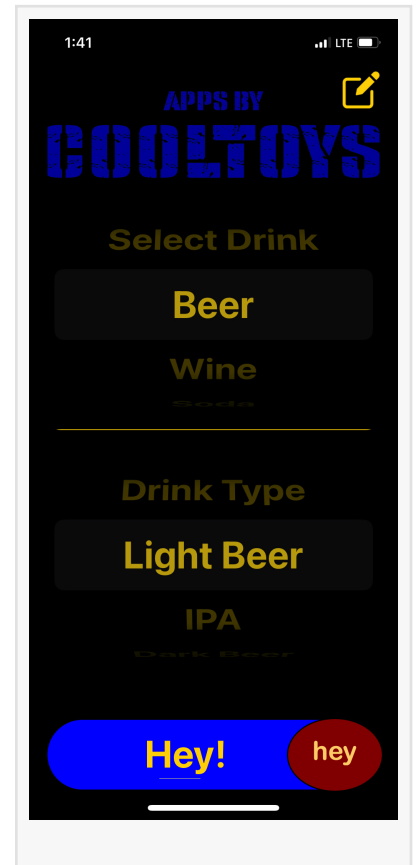 1:41 LTE
APPS BY
COOLTOYS
Select Drink
Beer
Wine
Soda
Drink Type
Light Beer
IPA
Dark Beer
Hey! hey